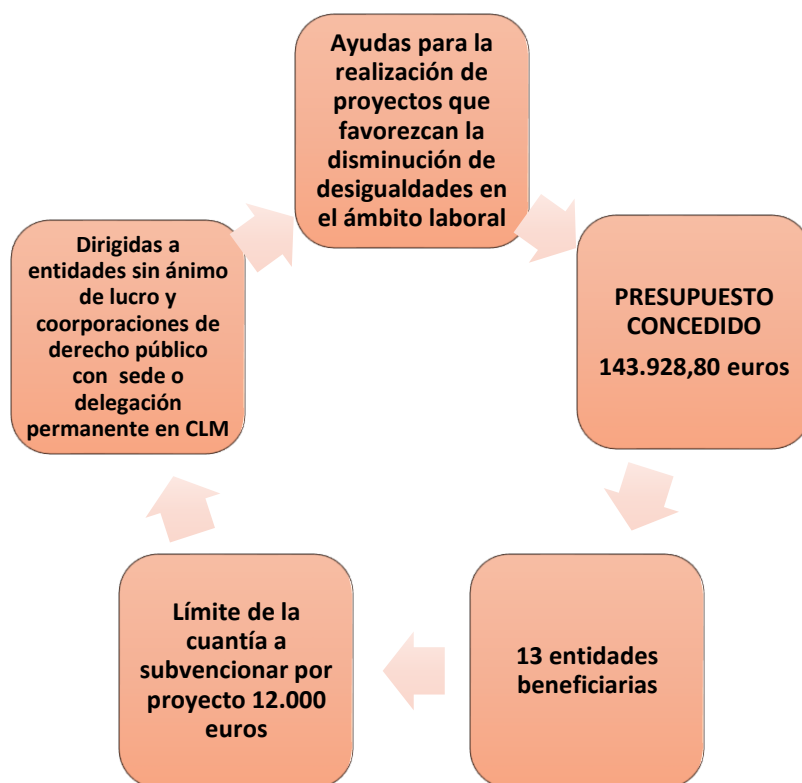 Ayudas para la
realización de
proyectos que
favorezcan la
disminución de
desigualdades en
el ámbito laboral
PRESUPUESTO
CONCEDIDO
143.928,80 euros
13 entidades
beneficiarias
Límite de la
cuantía a
subvencionar por
proyecto 12.000
euros
Dirigidas a
entidades sin ánimo
de lucro y
coorporaciones de
derecho público
con sede o
delegación
permanente en CLM